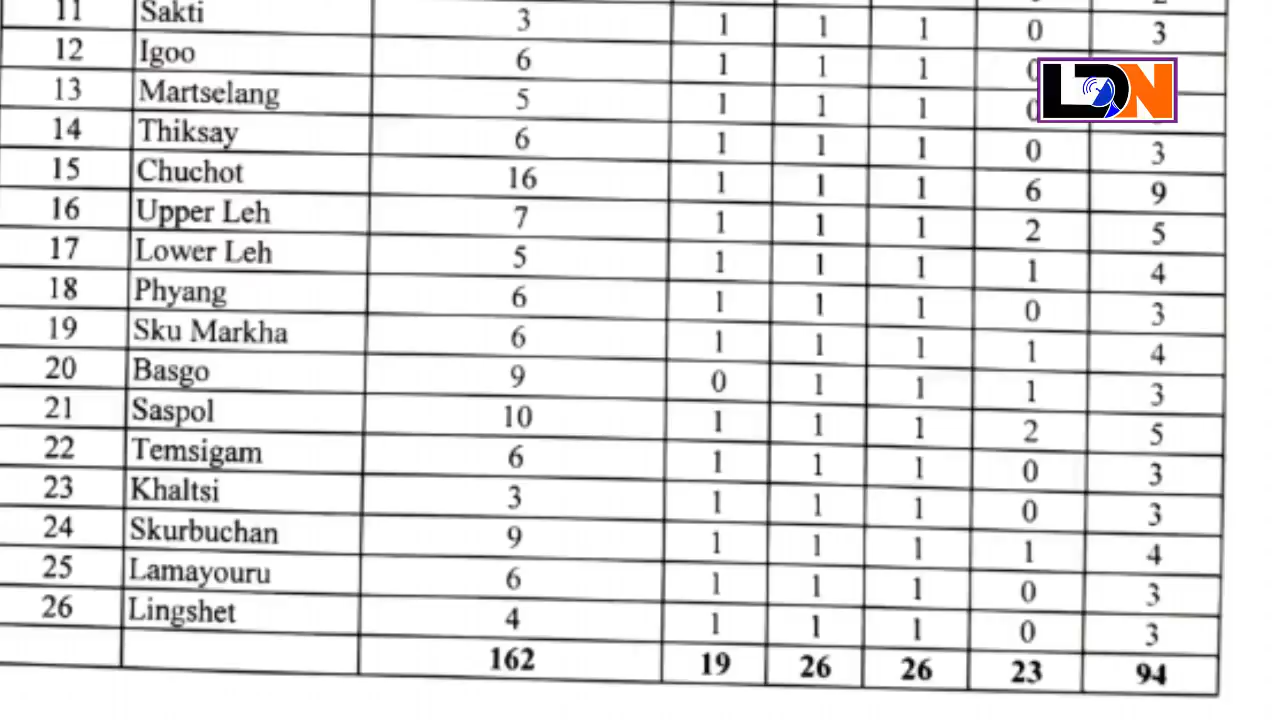 11 Sakti 3 1 1 1 0 3
12 Igoo 6 1 1 1
13 Martselang 5 1 1 1
14 Thiksay 6 1 1 1 0 3
15 Chuchot 16 1 1 1 6 9
16 Upper Leh 7 1 1 1 2 5
17 Lower Leh 5 1 1 1 1 4
18 Phyang 6 1 1 1 0 3
19 Sku Markha 6 1 1 1 1 4
20 Basgo 9 0 1 1 1 3
21 Saspol 10 1 1 1 2 5
22 Temsigam 6 1 1 1 0 3
23 Khaltsi 3 1 1 1 0 3
24 Skurbuchan 9 1 1 1 1 4
25 Lamayouru 6 1 1 1 0 3
26 Lingshet 4 1 1 1 0 3
162 19 26 26 23 94
LDN